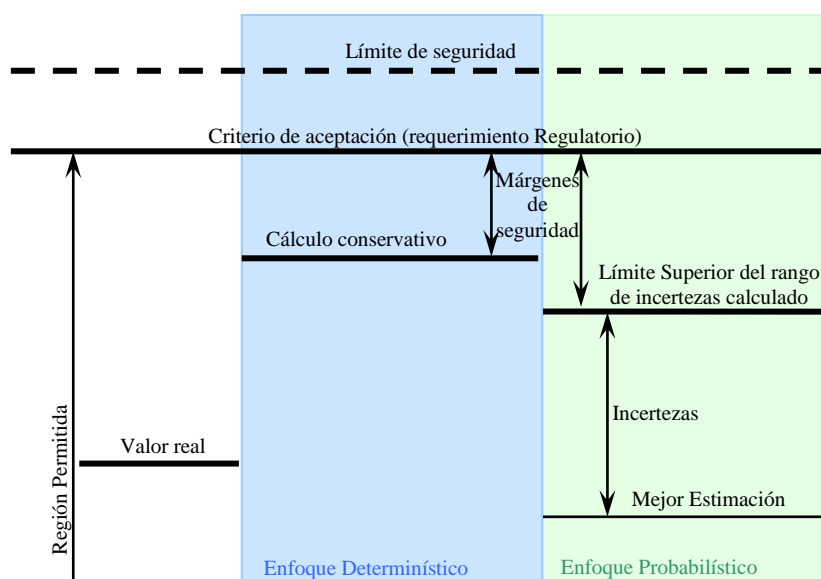 Límite de seguridad
Criterio de aceptación (requerimiento Regulatorio)
Márgenes
de
seguridad
Cálculo conservativo
Límite Superior del rango
de incertezas calculado
Incertezas
Valor real
Mejor Estimación
Región Permitida
Enfoque Determinístico
Enfoque Probabilístico